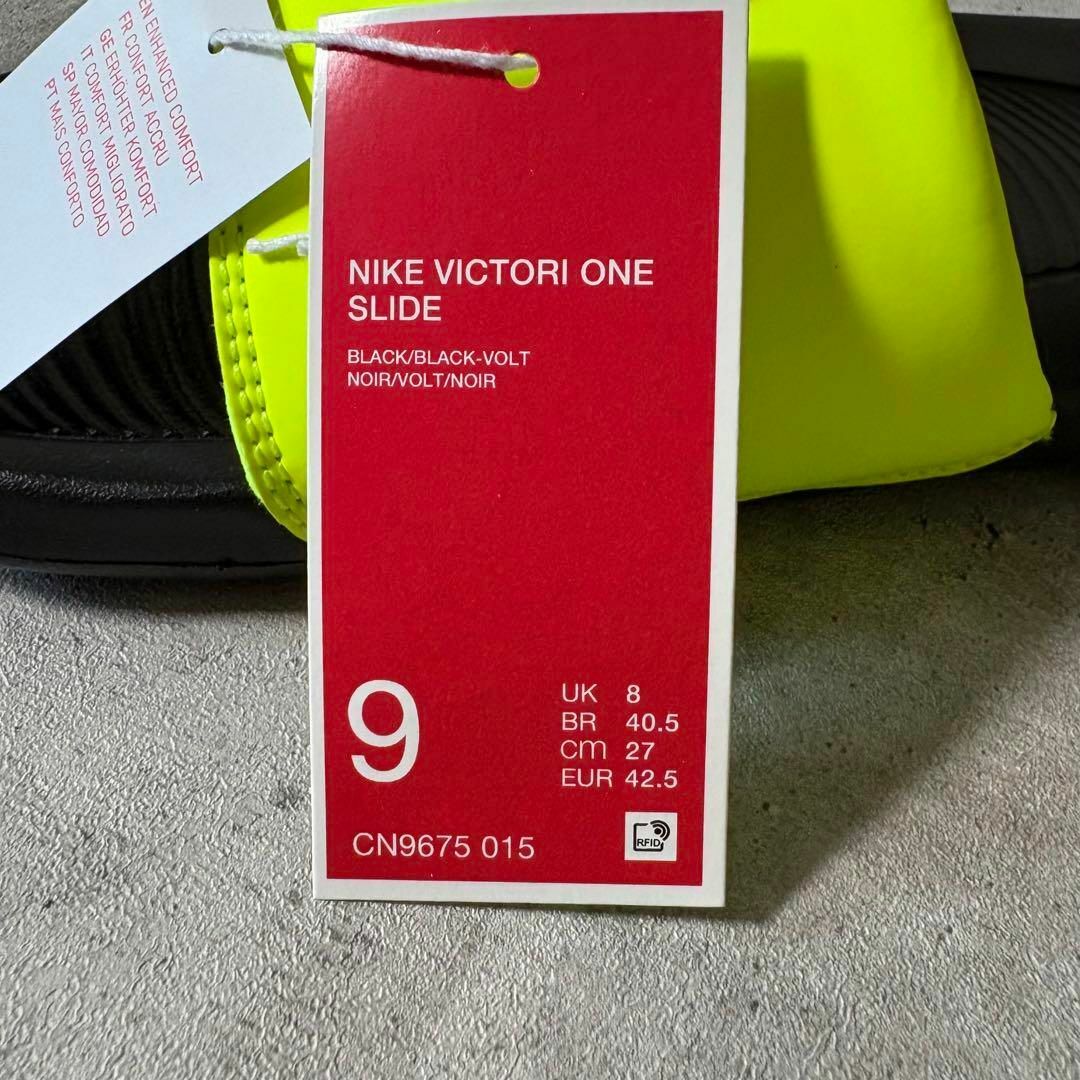 EN ENHANCED COMFORT
FR CONFORT ACCRU
GE ERHÖHTER KOMFORT
IT COMFORT MIGLIORATO
SP MAYOR COMODIDAD
PT MAIS CONFORTO
NIKE VICTORI ONE
SLIDE
BLACK/BLACK-VOLT
NOIR/VOLT/NOIR
9
UK 8
BR 40.5
cm 27
EUR 42.5
CN9675 015
RFID